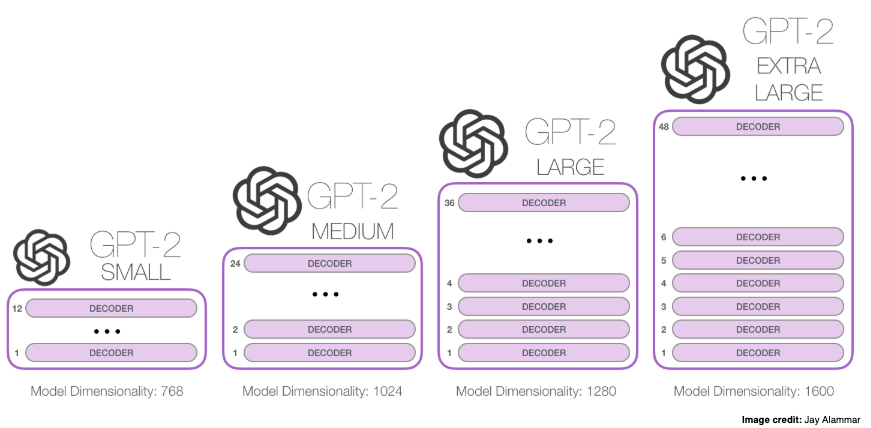 GPT-2
SMALL
12 DECODER
...
1 DECODER
Model Dimensionality: 768
GPT-2
MEDIUM
24 DECODER
...
2 DECODER
1 DECODER
Model Dimensionality: 1024
GPT-2
LARGE
36 DECODER
...
4 DECODER
3 DECODER
2 DECODER
1 DECODER
Model Dimensionality: 1280
GPT-2
EXTRA
LARGE
48 DECODER
...
6 DECODER
5 DECODER
4 DECODER
3 DECODER
2 DECODER
1 DECODER
Model Dimensionality: 1600
Image credit: Jay Alammar